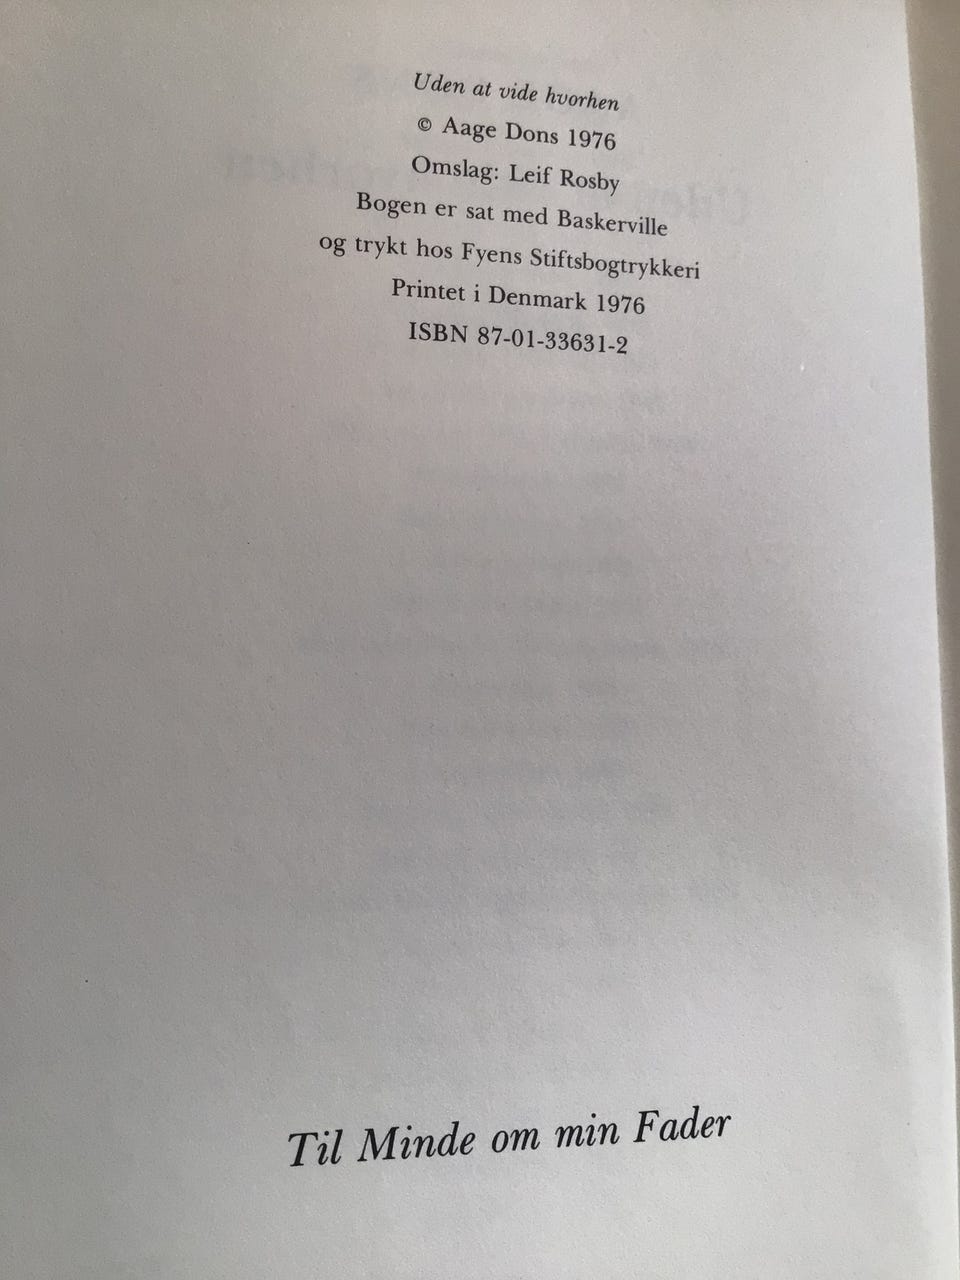 Uden at vide hvorhen
© Aage Dons 1976
Omslag: Leif Rosby
Bogen er sat med Baskerville
og trykt hos Fyens Stiftsbogtrykkeri
Printet i Denmark 1976
ISBN 87-01-33631-2
Til Minde om min Fader